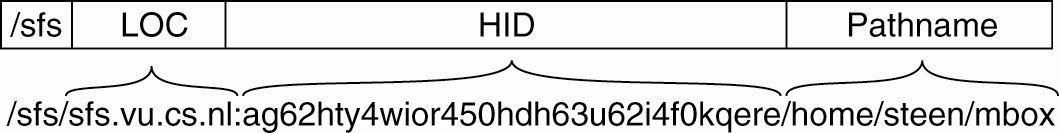 /sfs LOC HID Pathname
/sfs/sfs.vu.cs.nl:ag62hty4wior450hdh63u62i4f0kqere/home/steen/mbox